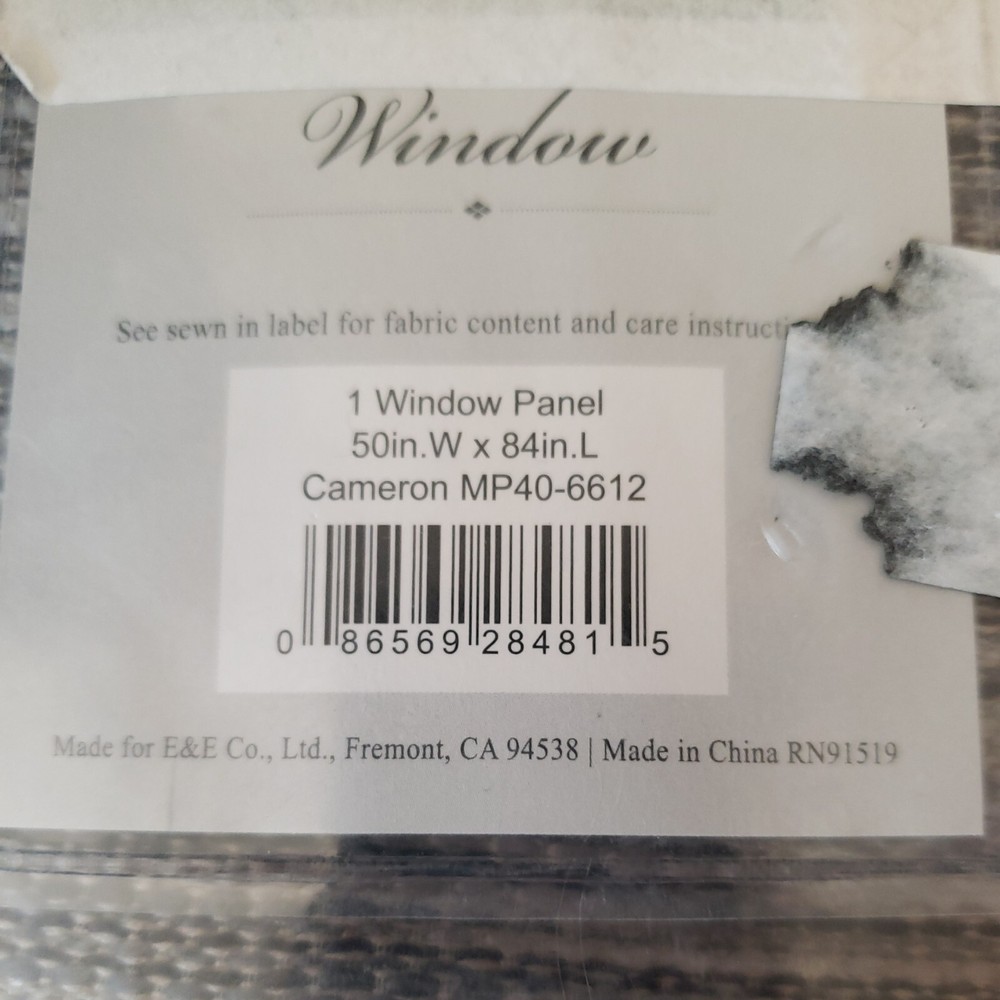 Window
See sewn in label for fabric content and care
1 Window Panel
50in.W x 84in.L
Cameron MP40-6612
0 86569 28481 5
Made for E&E Co., Ltd., Fremont, CA 94538 | Made in China RN91519